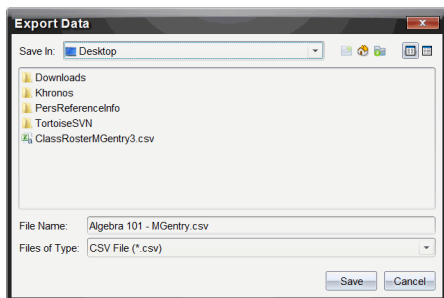 Export Data
Save In: Desktop
Downloads
Khronos
PersReferenceInfo
TortoiseSVN
ClassRosterMGentry3.csv
File Name: Algebra 101 - MGentry.csv
Files of Type: CSV File (*.csv)
Save Cancel